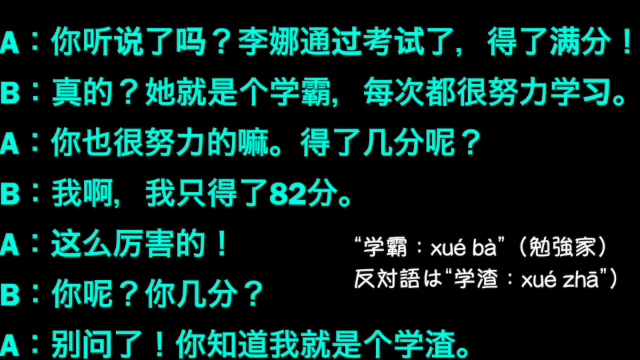 A：你听说了吗？李娜通过考试了，得了满分！
B：真的？她就是个学霸，每次都很努力学习。
A：你也很努力的嘛。得了几分呢？
B：我啊，我只得了82分。
A：这么厉害的！
“学霸：xué bà”（勉強家）
反対語は“学渣：xué zhā”）
B：你呢？你几分？
A：别问了！你知道我就是个学渣。